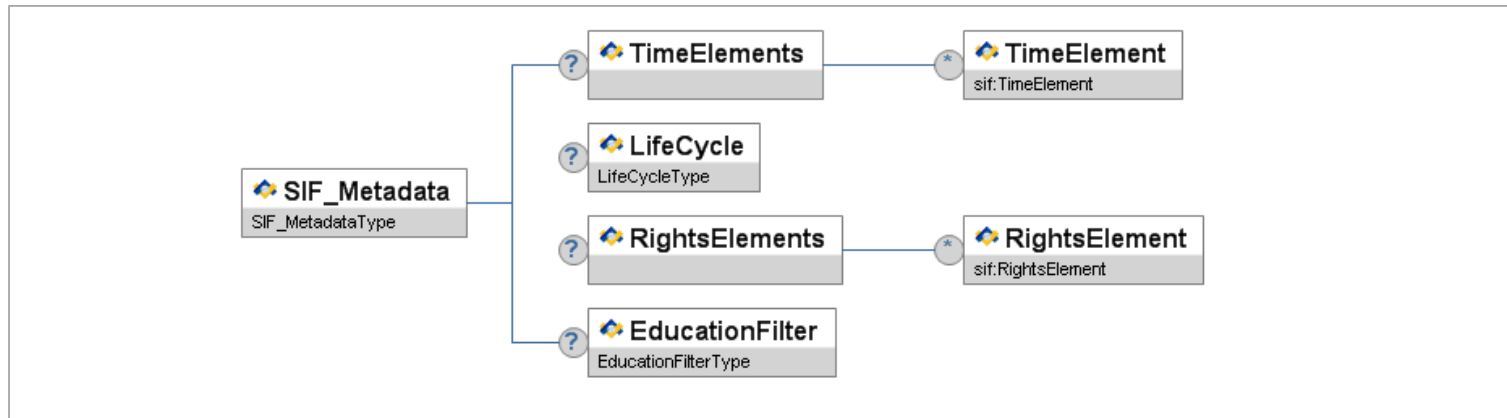 ? TimeElements
* TimeElement
sif:TimeElement
? LifeCycle
LifeCycleType
SIF_Metadata
SIF_MetadataType
? RightsElements
* RightsElement
sif:RightsElement
? EducationFilter
EducationFilterType